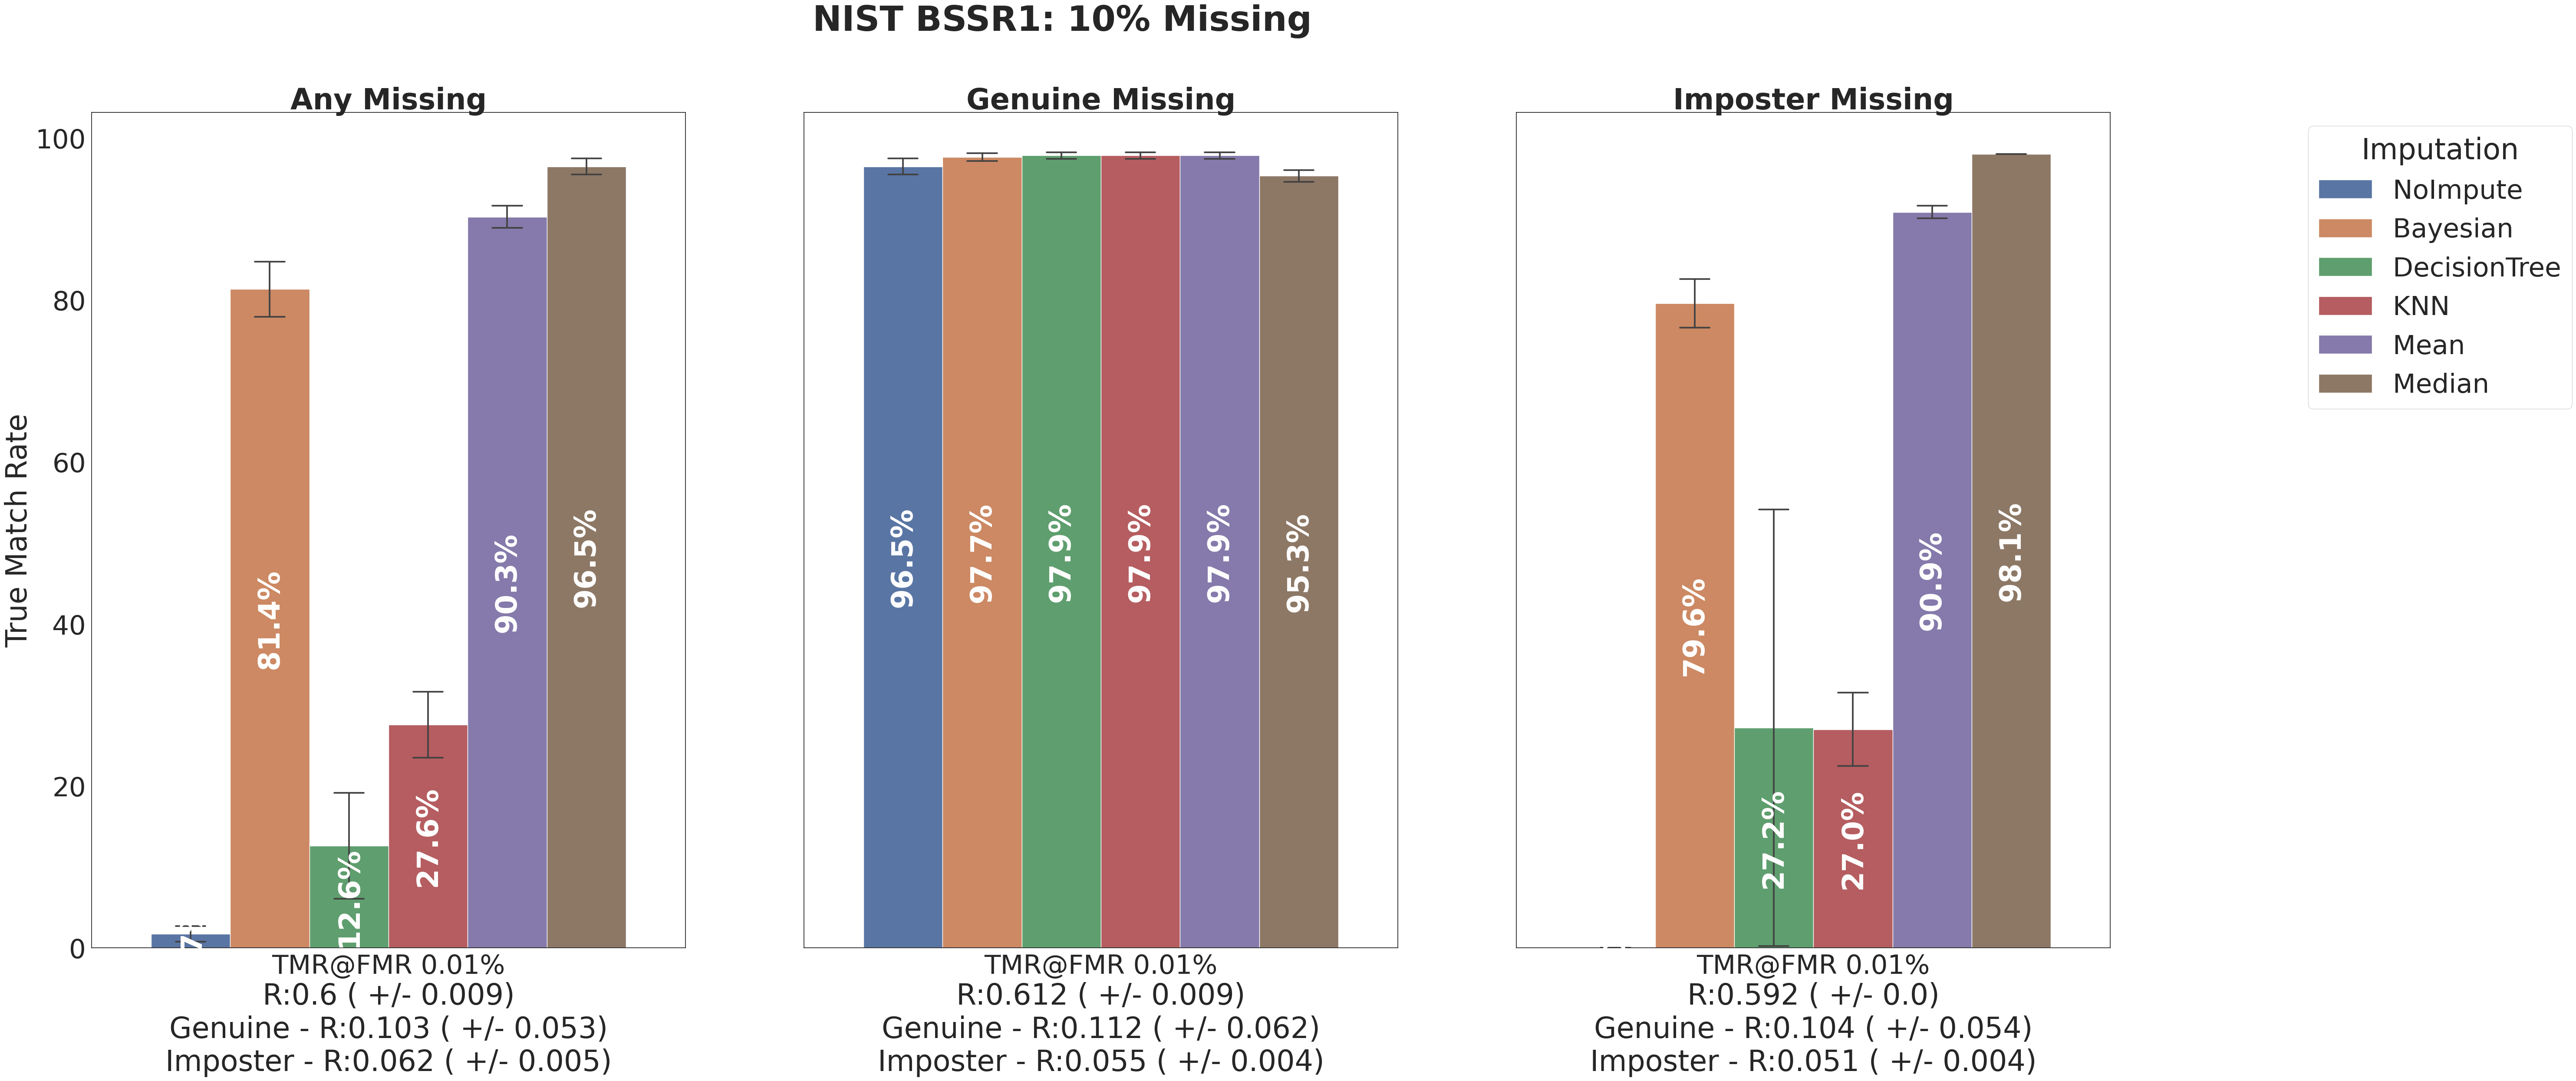 NIST BSSR1: 10% Missing
Any Missing
Genuine Missing
Imposter Missing
True Match Rate
100
80
60
40
20
0
81.4%
12.6%
27.6%
90.3%
96.5%
96.5%
97.7%
97.9%
97.9%
97.9%
95.3%
79.6%
27.2%
27.0%
90.9%
98.1%
TMR@FMR 0.01%
R:0.6 ( +/- 0.009)
Genuine - R:0.103 ( +/- 0.053)
Imposter - R:0.062 ( +/- 0.005)
TMR@FMR 0.01%
R:0.612 ( +/- 0.009)
Genuine - R:0.112 ( +/- 0.062)
Imposter - R:0.055 ( +/- 0.004)
TMR@FMR 0.01%
R:0.592 ( +/- 0.0)
Genuine - R:0.104 ( +/- 0.054)
Imposter - R:0.051 ( +/- 0.004)
Imputation
NoImpute
Bayesian
DecisionTree
KNN
Mean
Median